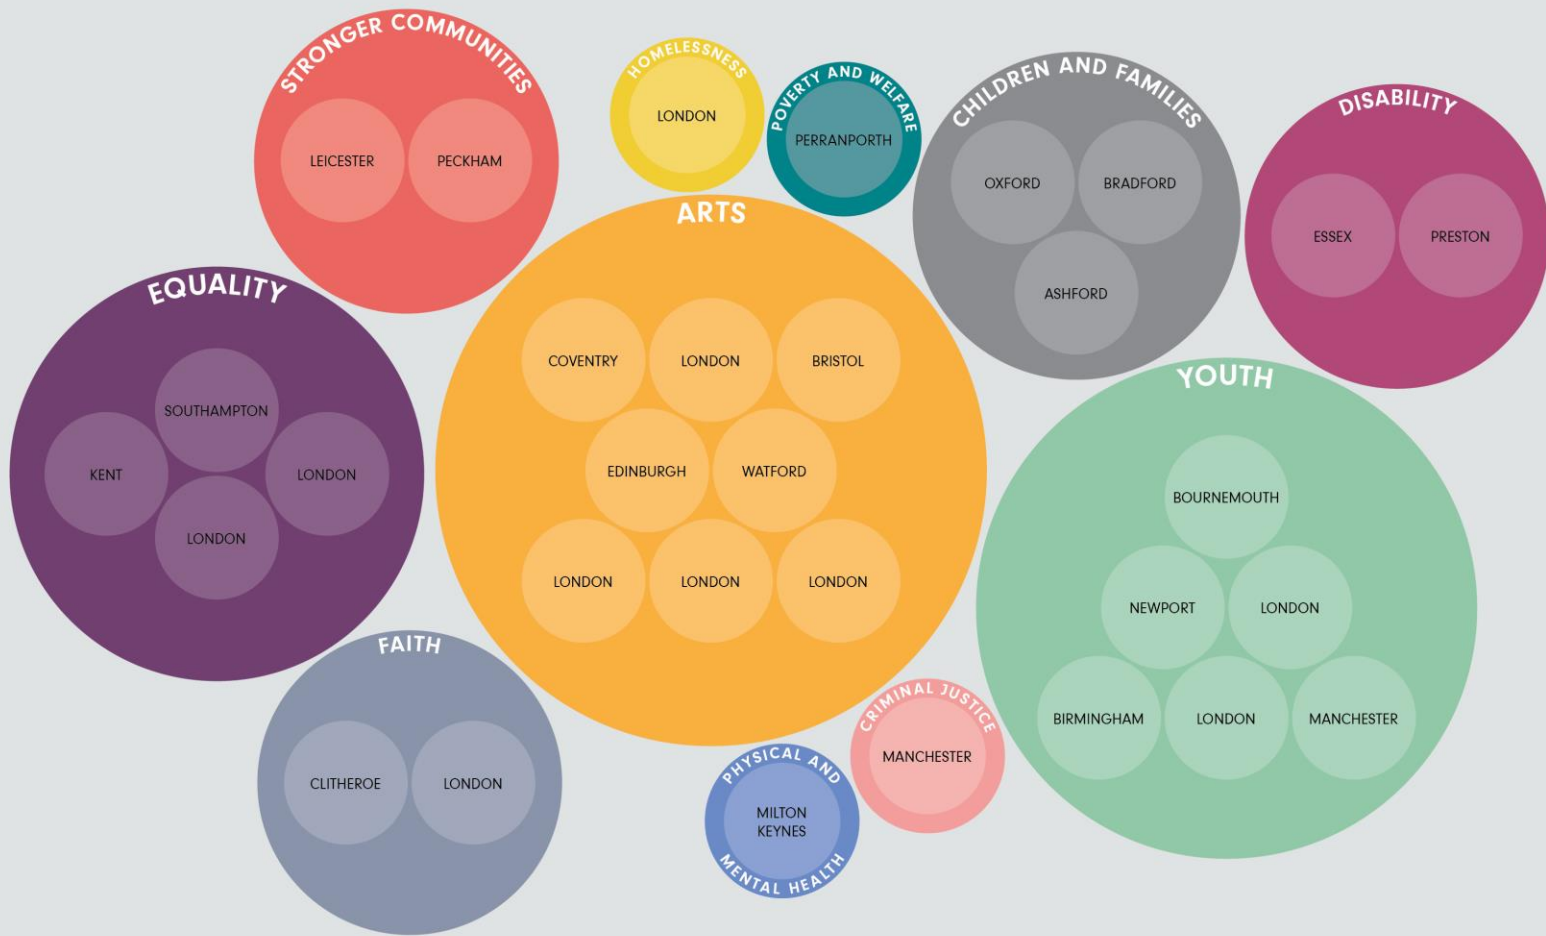 STRONGER COMMUNITIES
LEICESTER
PECKHAM
HOMELESSNESS
LONDON
POVERTY AND WELFARE
PERRANPORTH
CHILDREN AND FAMILIES
OXFORD
BRADFORD
ASHFORD
DISABILITY
ESSEX
PRESTON
EQUALITY
SOUTHAMPTON
KENT
LONDON
LONDON
ARTS
COVENTRY
LONDON
BRISTOL
EDINBURGH
WATFORD
LONDON
LONDON
LONDON
YOUTH
BOURNEMOUTH
NEWPORT
LONDON
BIRMINGHAM
LONDON
MANCHESTER
FAITH
CLITHEROE
LONDON
PHYSICAL AND
MILTON
KEYNES
MENTAL HEALTH
CRIMINAL JUSTICE
MANCHESTER